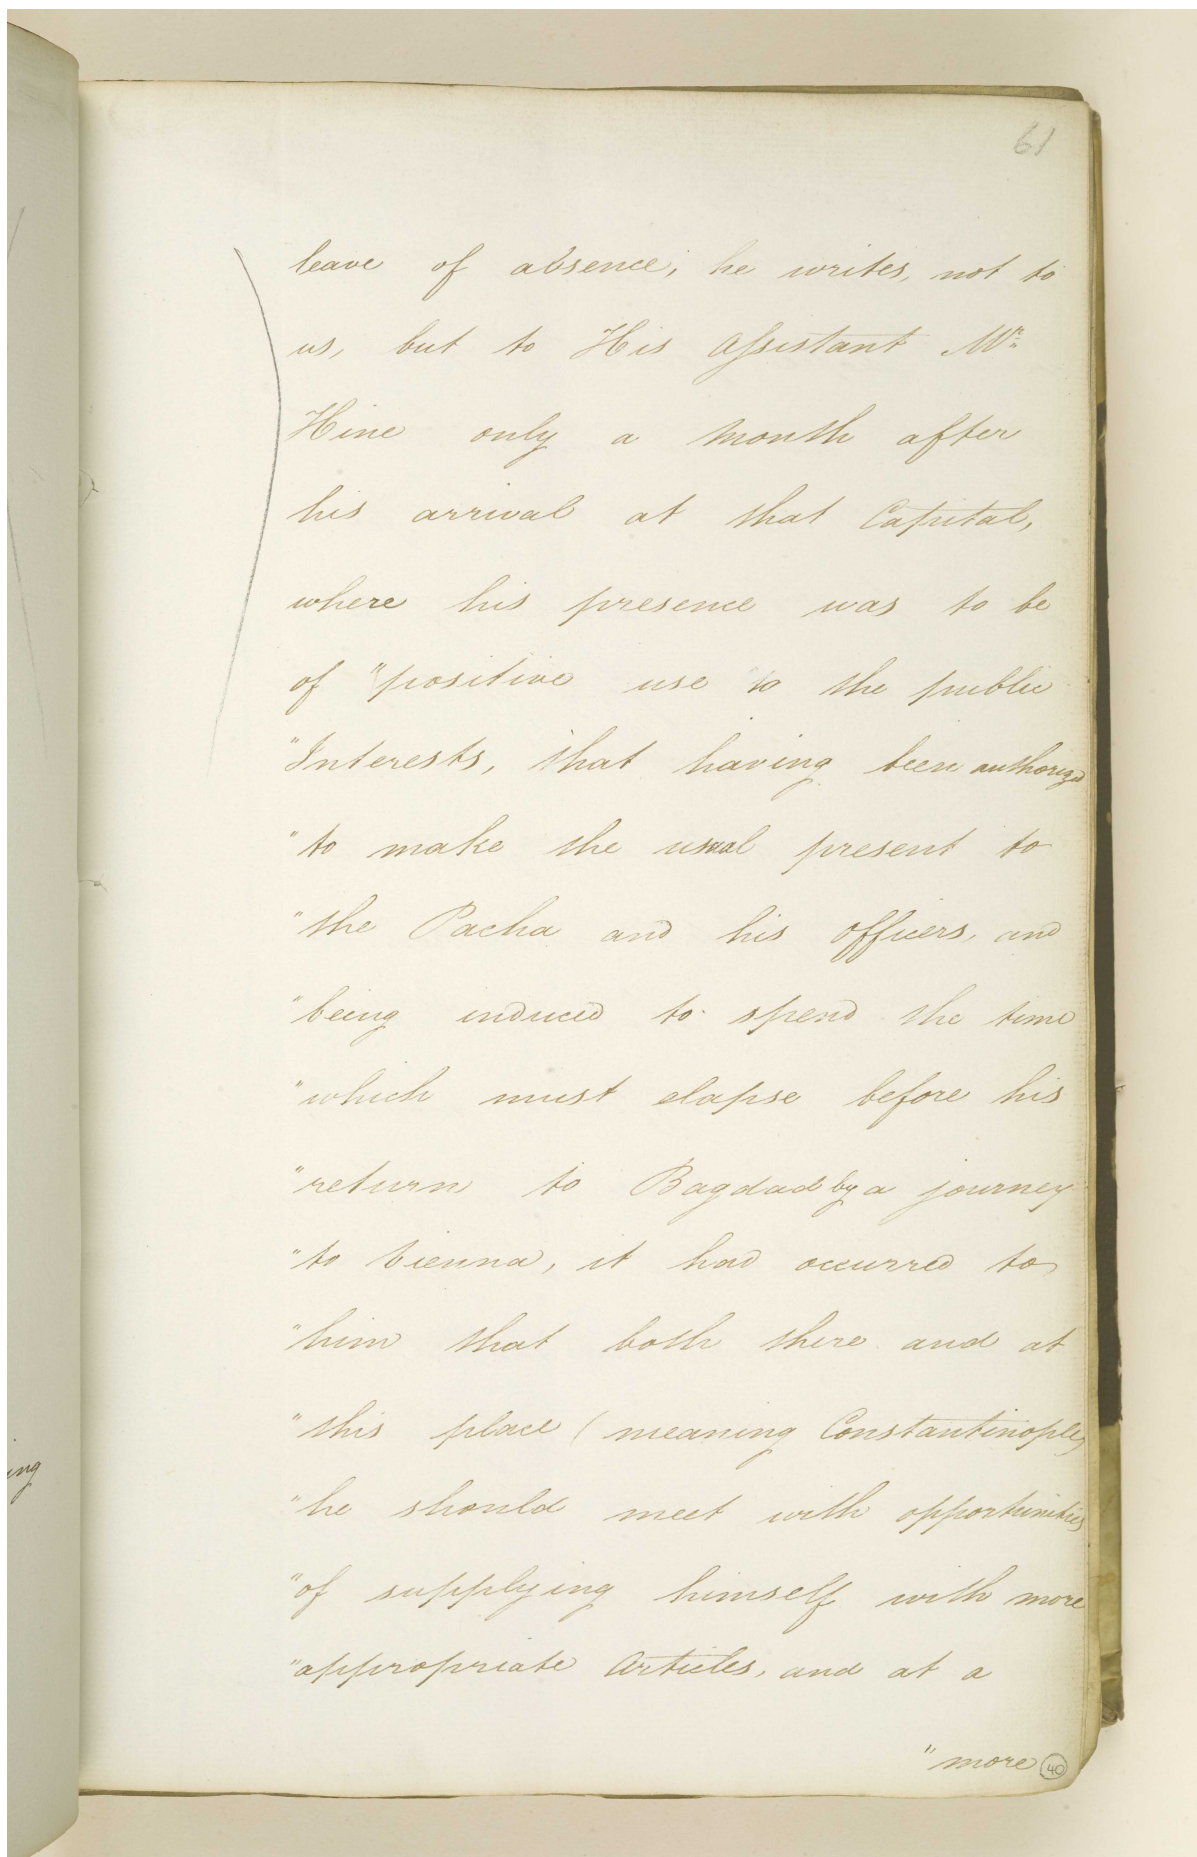 61
leave of absence; he writes, not to
us, but to His Assistant Mr
Hine only a month after
his arrival at that Capital,
where his presence was to be
of "positive use to the public
"Interests, that having been authorized
"to make the usual present to
"the Pacha and his officers, and
"being induced to spend the time
"which must elapse before his
"return to Bagdad by a journey
"to Vienna, it had occurred to
"him that both there and at
"this place (meaning Constantinople)
"he should meet with opportunities
"of supplying himself with more
"appropriate Articles, and at a
"more
40